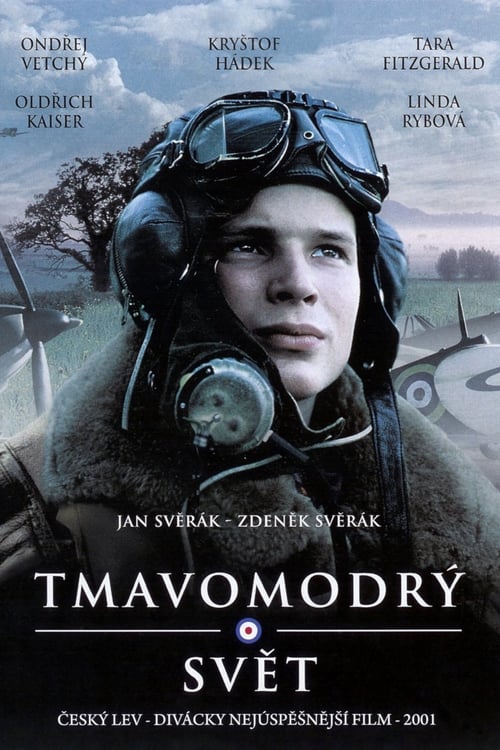 ONDŘEJ VETCHÝ
KRYŠTOF HÁDEK
TARA FITZGERALD
OLDŘICH KAISER
LINDA RYBOVÁ
JAN SVĚRÁK - ZDENĚK SVĚRÁK
TMAVOMODRÝ
SVĚT
ČESKÝ LEV - DIVÁCKY NEJÚSPĚŠNĚJŠÍ FILM - 2001